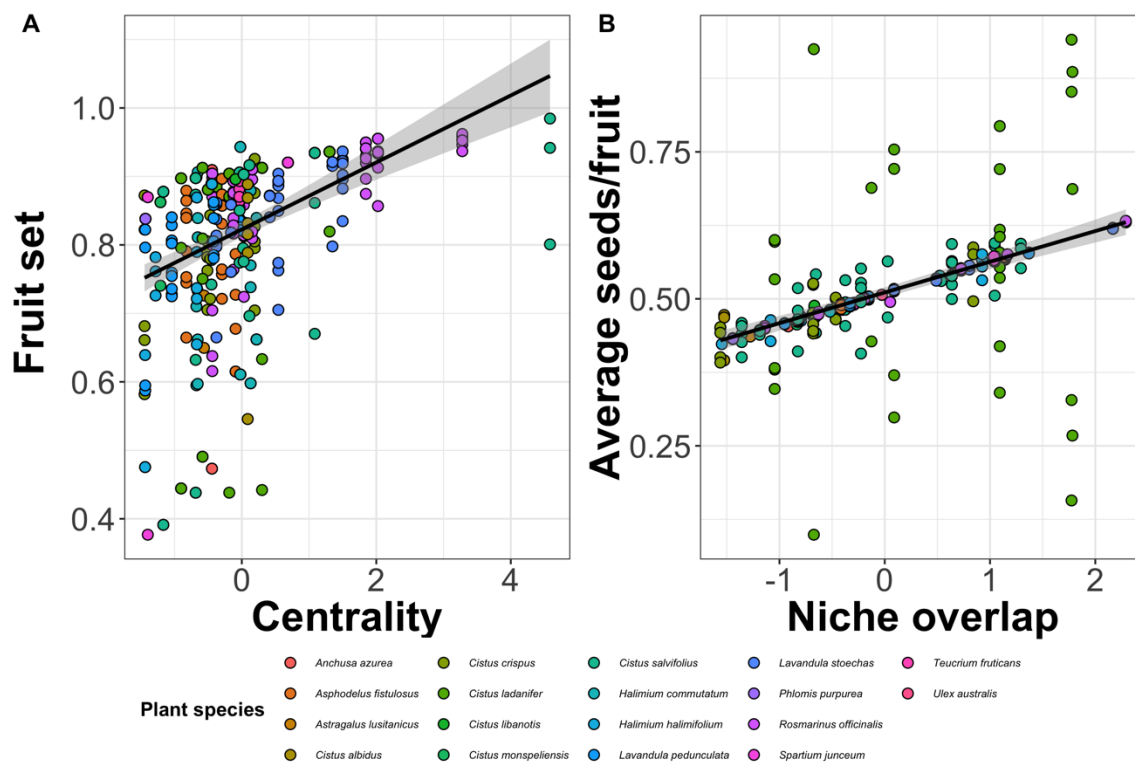 A
B
Fruit set
1.0
0.8
0.6
0.4
0
2
4
Centrality
Average seeds/fruit
0.75
0.50
0.25
-1
0
1
2
Niche overlap
Plant species
Anchusa azurea
Cistus crispus
Cistus salvifolius
Lavandula stoechas
Teucrium fruticans
Asphodelus fistulosus
Cistus ladanifer
Halimium commutatum
Phlomis purpurea
Ulex australis
Astragalus lusitanicus
Cistus libanotis
Halimium halimifolium
Rosmarinus officinalis
Cistus albidus
Cistus monspeliensis
Lavandula pedunculata
Spartium junceum